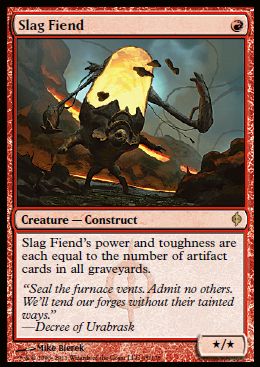 Slag Fiend
Creature — Construct
Slag Fiend's power and toughness are
each equal to the number of artifact
cards in all graveyards.
"Seal the furnace vents. Admit no others.
We'll tend our forges without their tainted
ways."
—Decree of Urabrask
Mike Bierek
*/*